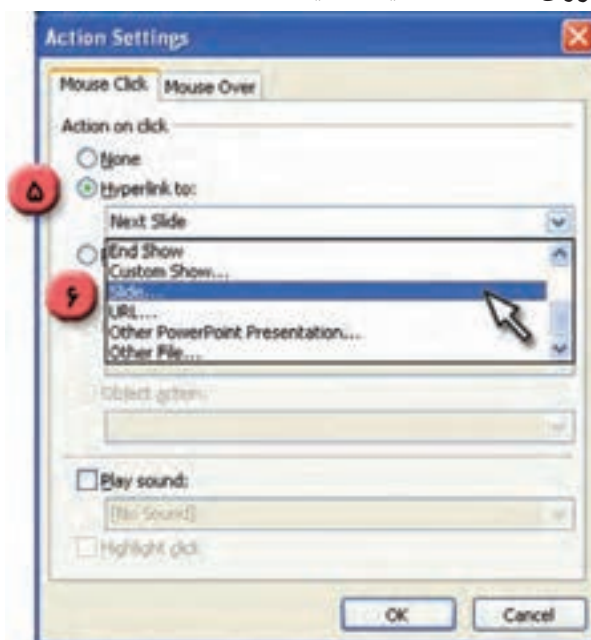 Action Settings
Mouse Click Mouse Over
Action on click
None
۵
Hyperlink to:
Next Slide
End Show
Custom Show...
۶
Slide...
URL...
Other PowerPoint Presentation...
Other File...
Object action:
Play sound:
[No Sound]
Highlight click
OK Cancel